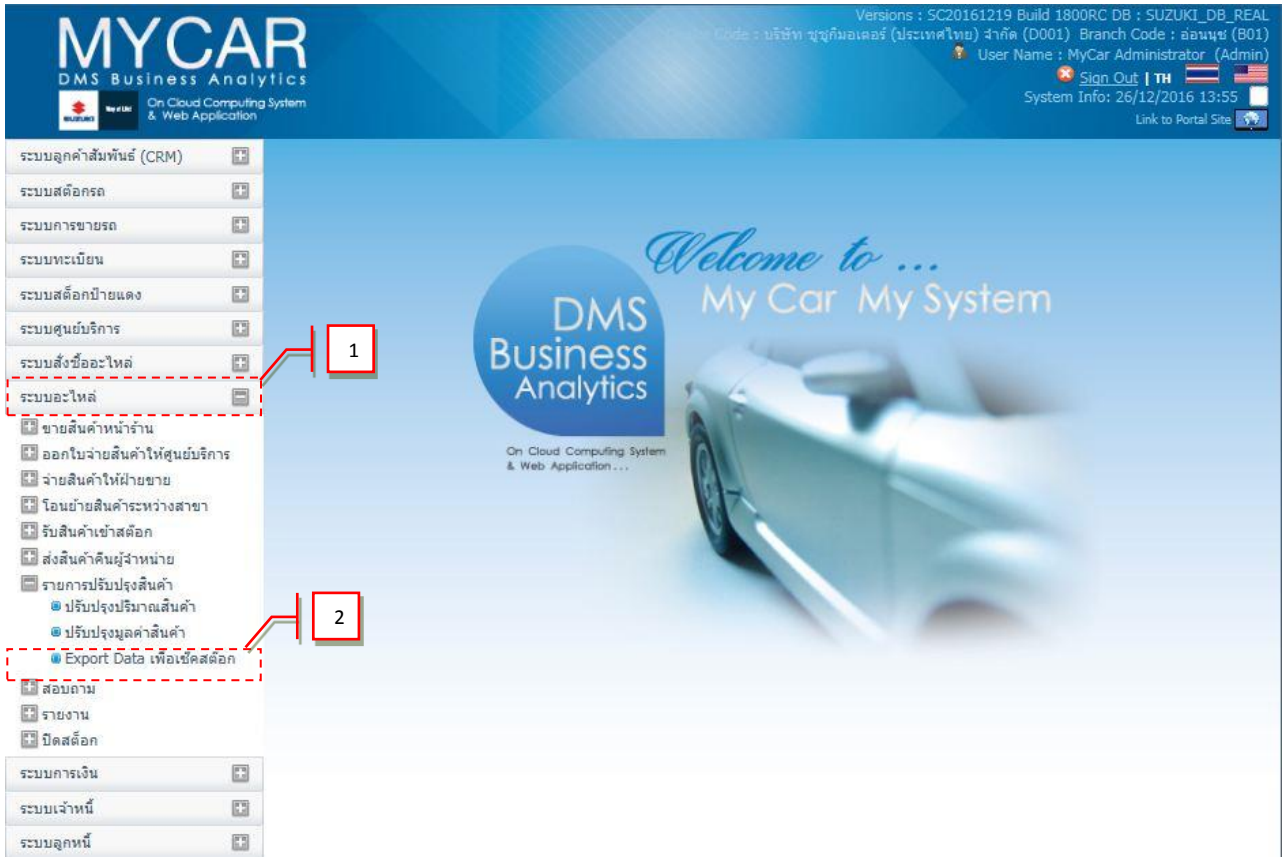 MYCAR
DMS Business Analytics
On Cloud Computing System
& Web Application
SUZUKI
Way of Life!
Versions : SC20161219 Build 1800RC DB : SUZUKI_DB_REAL
Code : บริษัท ซูซูกิมอเตอร์ (ประเทศไทย) จำกัด (D001) Branch Code : อ่อนนุช (B01)
User Name : MyCar Administrator (Admin)
Sign Out | TH
System Info: 26/12/2016 13:55
Link to Portal Site
ระบบลูกค้าสัมพันธ์ (CRM)
ระบบสต๊อกรถ
ระบบการขายรถ
ระบบทะเบียน
ระบบสต็อกป้ายแดง
ระบบศูนย์บริการ
ระบบสั่งซื้ออะไหล่
ระบบอะไหล่
1
ขายสินค้าหน้าร้าน
ออกใบจ่ายสินค้าให้ศูนย์บริการ
จ่ายสินค้าให้ฝ่ายขาย
โอนย้ายสินค้าระหว่างสาขา
รับสินค้าเข้าสต๊อก
ส่งสินค้าคืนผู้จำหน่าย
รายการปรับปรุงสินค้า
ปรับปรุงปริมาณสินค้า
ปรับปรุงมูลค่าสินค้า
Export Data เพื่อเช็คสต๊อก
2
สอบถาม
รายงาน
ปิดสต็อก
ระบบการเงิน
ระบบเจ้าหนี้
ระบบลูกหนี้
Welcome to ...
My Car My System
DMS
Business
Analytics
On Cloud Computing System
& Web Application...